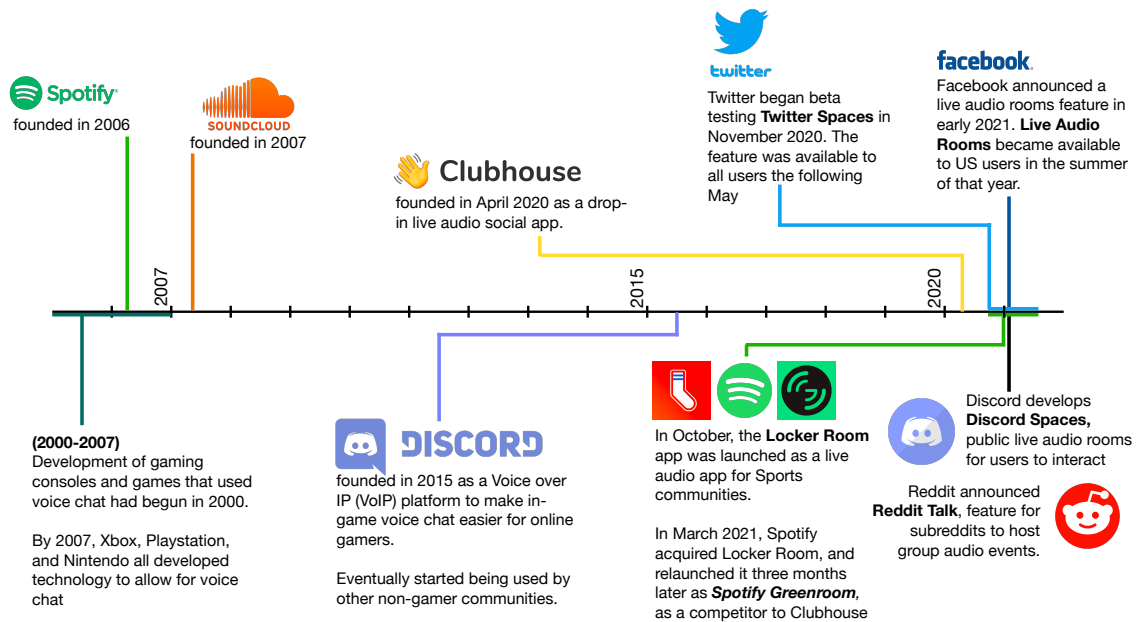 Spotify
founded in 2006
SOUNDCLOUD
founded in 2007
Clubhouse
founded in April 2020 as a drop-
in live audio social app.
twitter
Twitter began beta
testing Twitter Spaces in
November 2020. The
feature was available to
all users the following
May
facebook.
Facebook announced a
live audio rooms feature in
early 2021. Live Audio
Rooms became available
to US users in the summer
of that year.
2007
2015
2020
(2000-2007)
Development of gaming
consoles and games that used
voice chat had begun in 2000.
By 2007, Xbox, Playstation,
and Nintendo all developed
technology to allow for voice
chat
DISCORD
founded in 2015 as a Voice over
IP (VoIP) platform to make in-
game voice chat easier for online
gamers.
Eventually started being used by
other non-gamer communities.
In October, the Locker Room
app was launched as a live
audio app for Sports
communities.
In March 2021, Spotify
acquired Locker Room, and
relaunched it three months
later as Spotify Greenroom,
as a competitor to Clubhouse
Discord develops
Discord Spaces,
public live audio rooms
for users to interact
Reddit announced
Reddit Talk, feature for
subreddits to host
group audio events.